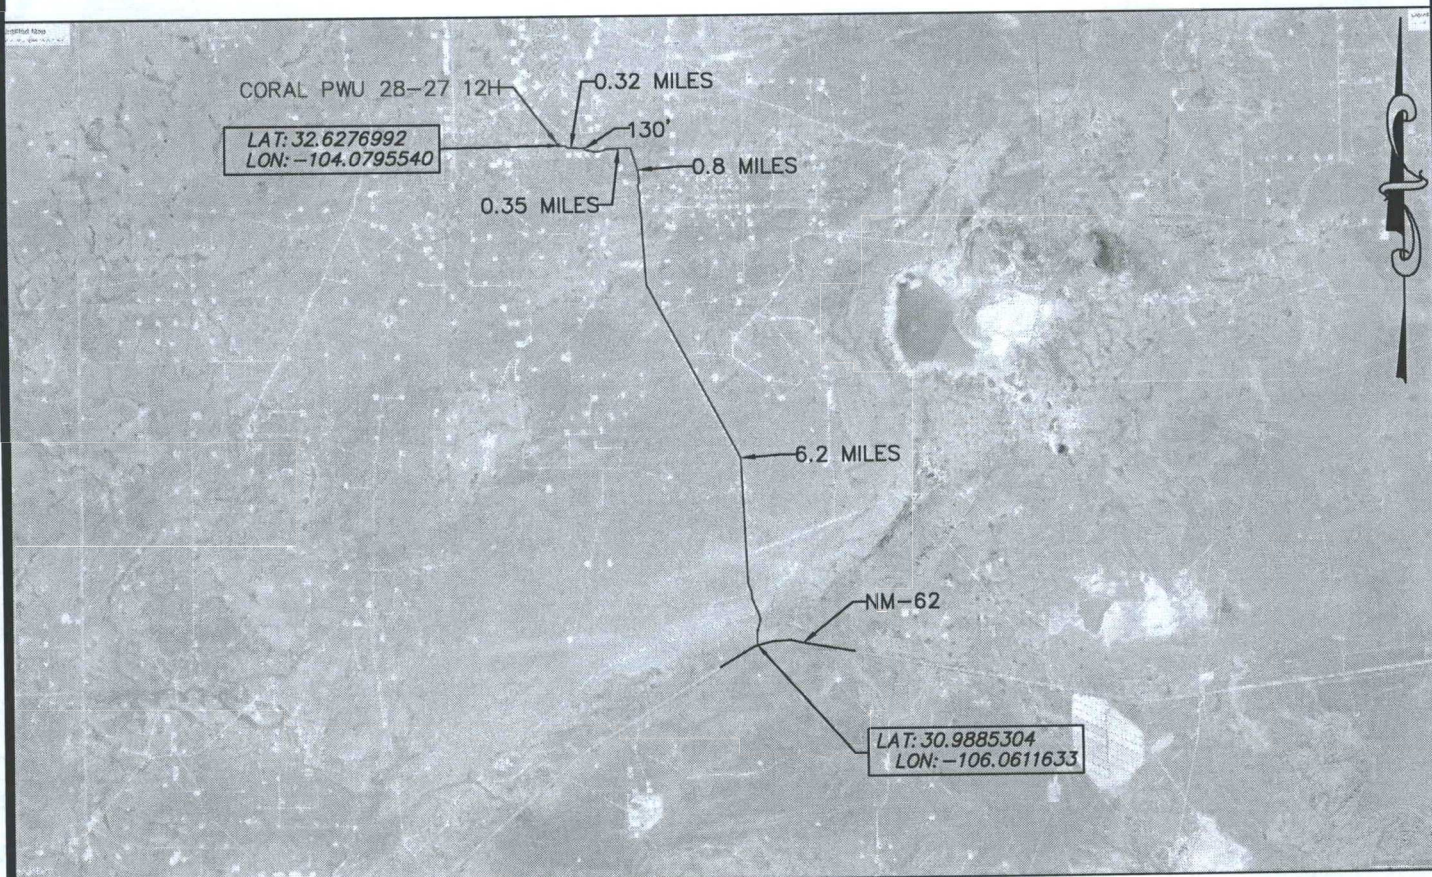 CORAL PWU 28-27 12H
0.32 MILES
130'
LAT: 32.6276992
LON: -104.0795540
0.8 MILES
0.35 MILES
6.2 MILES
NM-62
LAT: 30.9885304
LON: -106.0611633